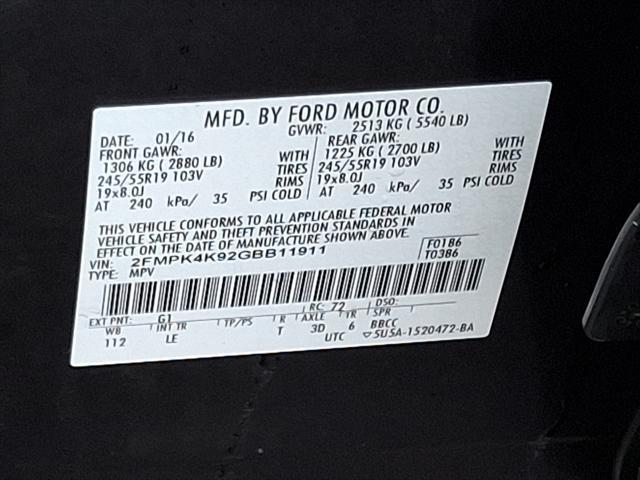 MFD. BY FORD MOTOR CO.
DATE: 01/16 GVWR: 2513 KG ( 5540 LB)
FRONT GAWR: REAR GAWR:
1306 KG ( 2880 LB) WITH 1225 KG ( 2700 LB) WITH
245/55R19 103V TIRES 245/55R19 103V TIRES
19x8.0J RIMS 19x8.0J RIMS
AT 240 kPa/ 35 PSI COLD AT 240 kPa/ 35 PSI COLD
THIS VEHICLE CONFORMS TO ALL APPLICABLE FEDERAL MOTOR
VEHICLE SAFETY AND THEFT PREVENTION STANDARDS IN
EFFECT ON THE DATE OF MANUFACTURE SHOWN ABOVE.
VIN: 2FMPK4K92GBB11911 F0186
TYPE: MPV T0386
EXT PNT: G1 RC: 72 DSO:
WB INT TR TP/PS R AXLE TR SPR
112 LE T 3D 6 BBCC
UTC ▽5U5A-1520472-BA